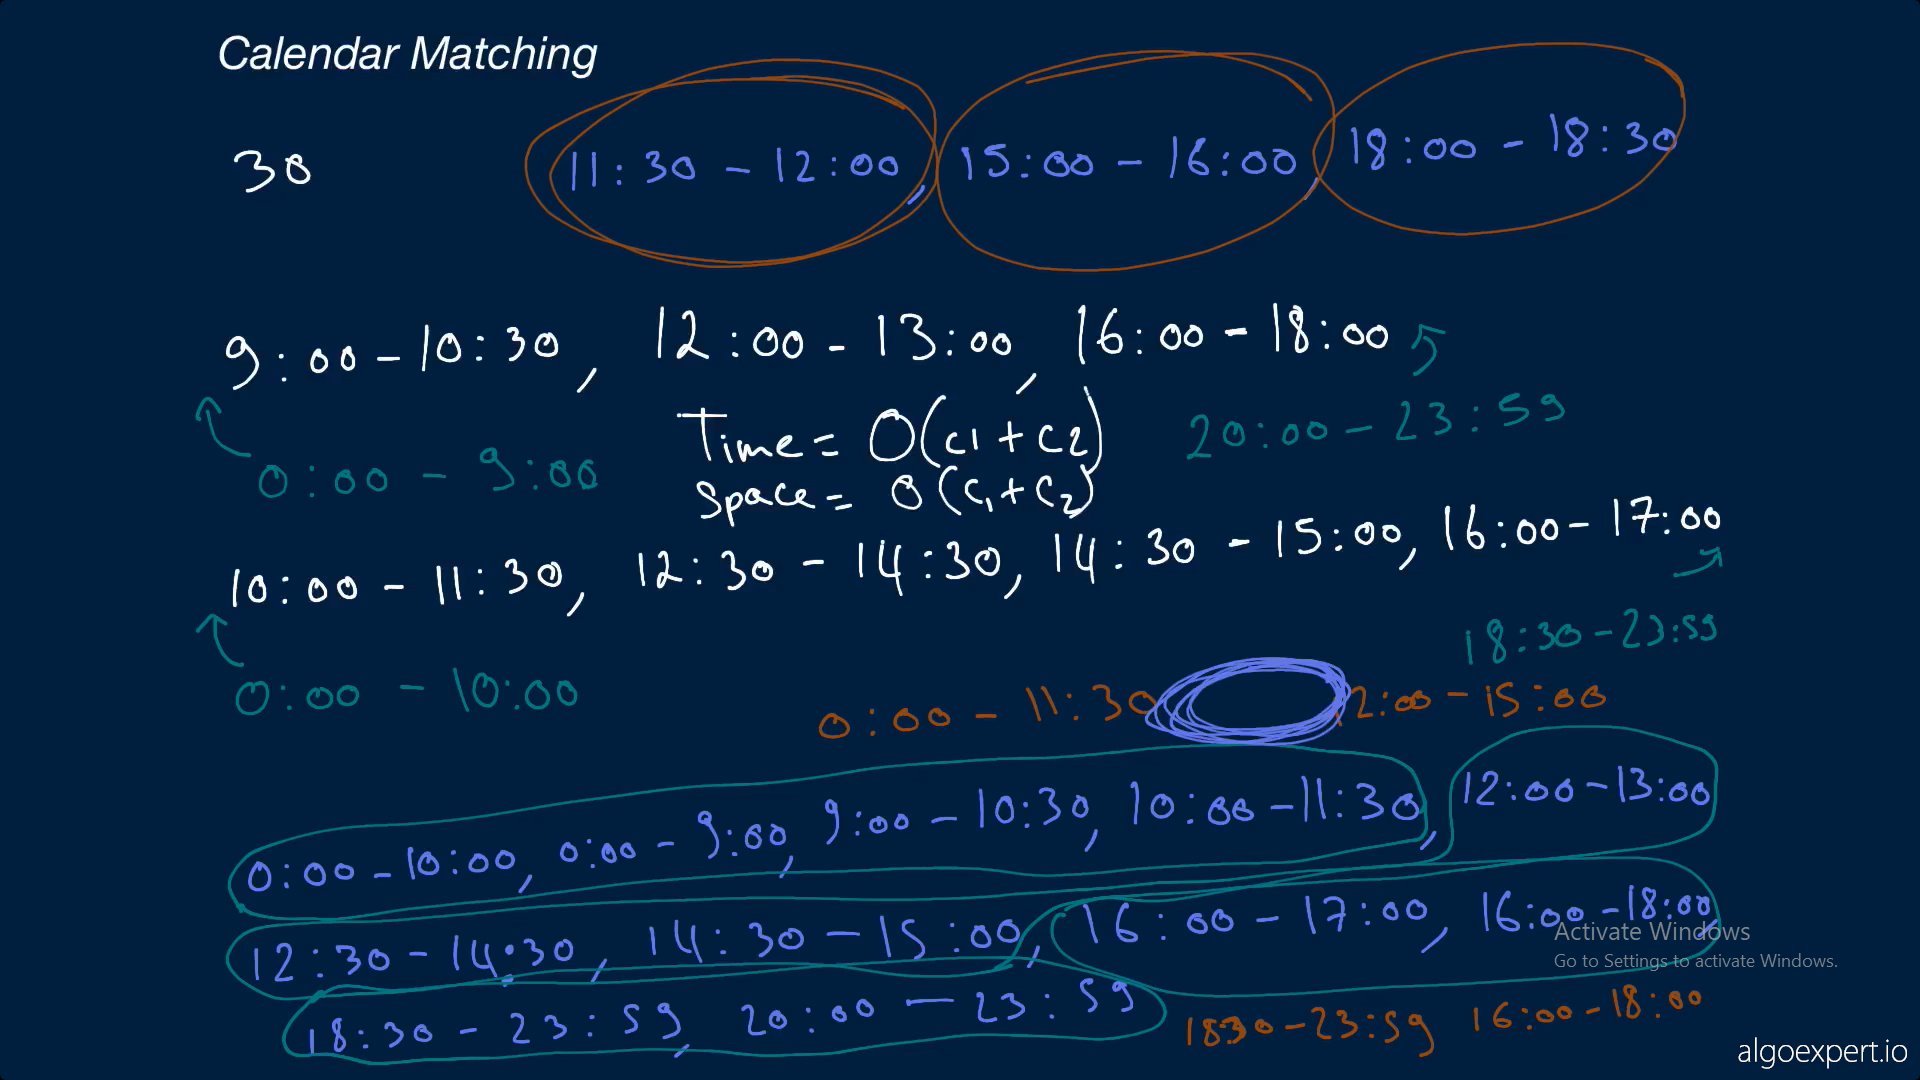 Calendar Matching
30
11:30 - 12:00, 15:00 - 16:00, 18:00 - 18:30
9:00 - 10:30, 12:00 - 13:00, 16:00 - 18:00
Time = O(c1 + c2)
20:00 - 23:59
0:00 - 9:00
Space = O(c1 + c2)
10:00 - 11:30, 12:30 - 14:30, 14:30 - 15:00, 16:00 - 17:00
18:30 - 23:59
0:00 - 10:00
0:00 - 11:30 12:00 - 15:00
0:00 - 10:00, 0:00 - 9:00, 9:00 - 10:30, 10:00 - 11:30, 12:00 - 13:00
12:30 - 14:30, 14:30 - 15:00, 16:00 - 17:00, 16:00 - 18:00,
Activate Windows
Go to Settings to activate Windows.
18:30 - 23:59, 20:00 - 23:59
18:30 - 23:59 16:00 - 18:00
algoexpert.io